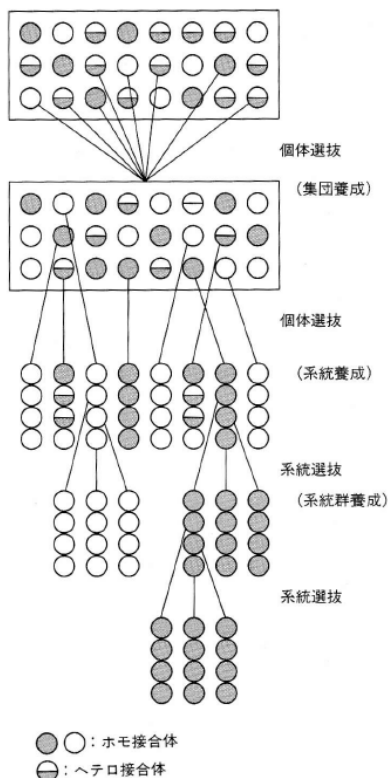 個体選抜
(集団養成)
個体選抜
(系統養成)
系統選抜
(系統群養成)
系統選抜
:ホモ接合体
:ヘテロ接合体